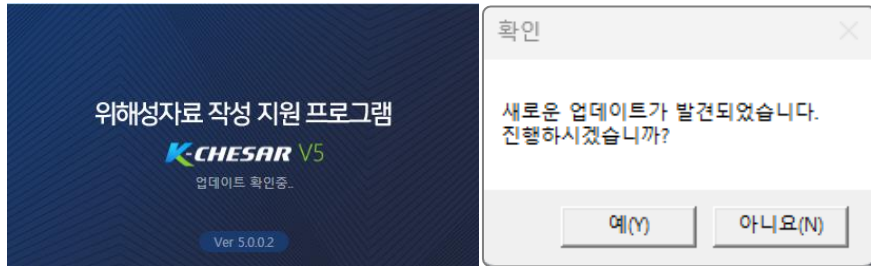 위해성자료 작성 지원 프로그램
K-CHESAR V5
업데이트 확인중..
Ver 5.0.0.2
확인
새로운 업데이트가 발견되었습니다.
진행하시겠습니까?
예(Y)
아니요(N)